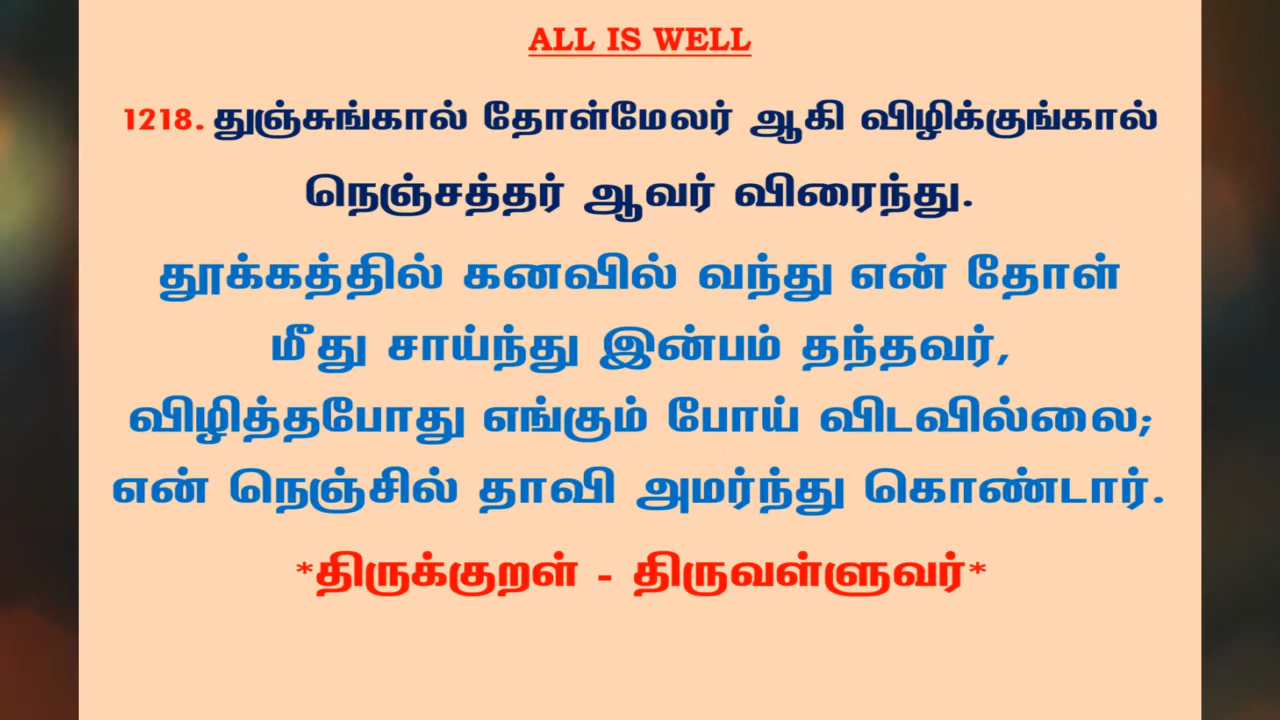 ALL IS WELL
1218. துஞ்சுங்கால் தோள்மேலர் ஆகி விழிக்குங்கால்
நெஞ்சத்தர் ஆவர் விரைந்து.
தூக்கத்தில் கனவில் வந்து என் தோள்
மீது சாய்ந்து இன்பம் தந்தவர்,
விழித்தபோது எங்கும் போய் விடவில்லை;
என் நெஞ்சில் தாவி அமர்ந்து கொண்டார்.
*திருக்குறள் - திருவள்ளுவர்*